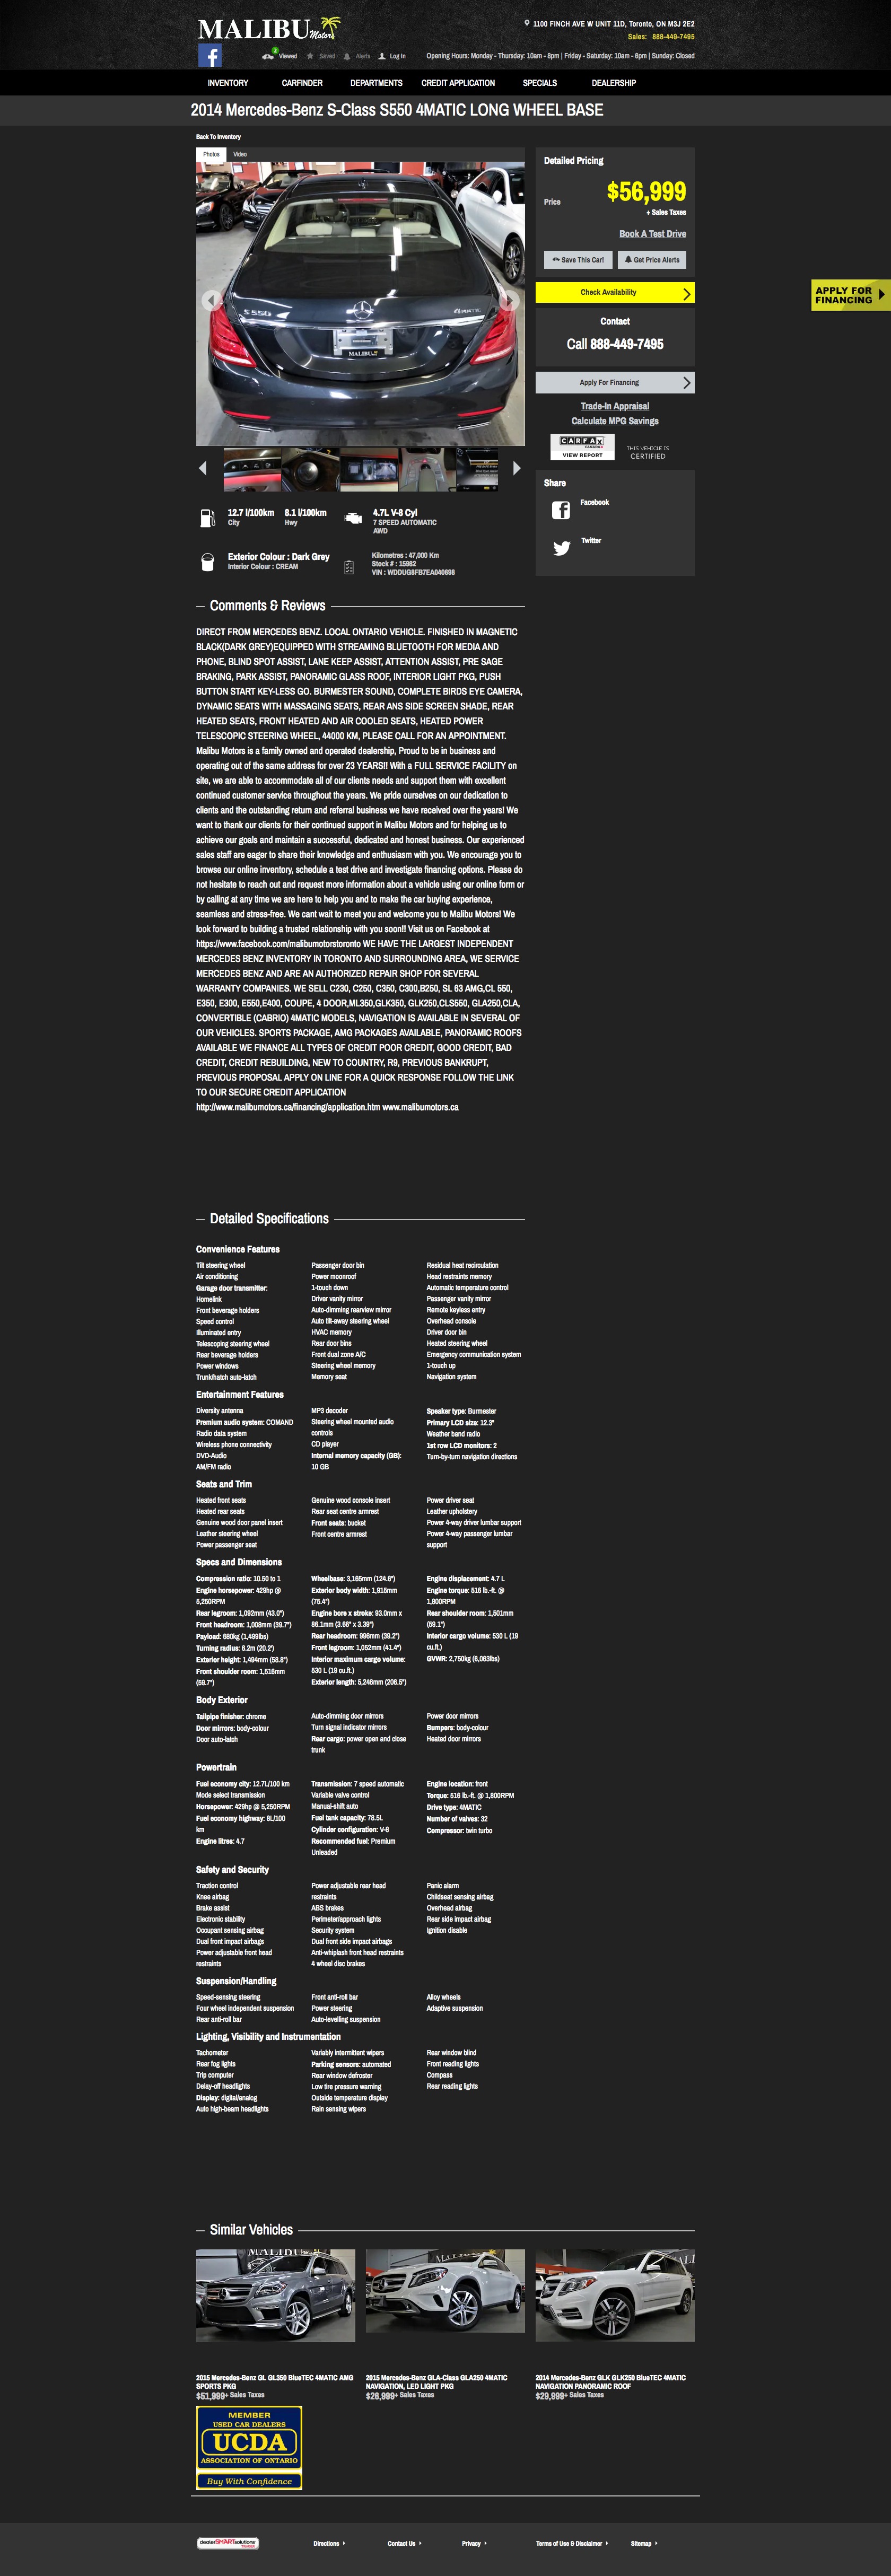 MALIBU
Motors
1100 FINCH AVE W UNIT 11D, Toronto, ON M3J 2E2
Sales: 888-449-7495
Viewed Saved Alerts Log In
Opening Hours: Monday - Thursday: 10am - 8pm | Friday - Saturday: 10am - 6pm | Sunday: Closed
INVENTORY CARFINDER DEPARTMENTS CREDIT APPLICATION SPECIALS DEALERSHIP
2014 Mercedes-Benz S-Class S550 4MATIC LONG WHEEL BASE
Back To Inventory
Photos Video
S 550
4MATIC
MALIBU
Detailed Pricing
Price
$56,999
+ Sales Taxes
Book A Test Drive
Save This Car! Get Price Alerts
Check Availability
APPLY FOR
FINANCING
Contact
Call 888-449-7495
Apply For Financing
Trade-In Appraisal
Calculate MPG Savings
CARFAX
CANADA
VIEW REPORT
THIS VEHICLE IS
CERTIFIED
Share
Facebook
Twitter
12.7 l/100km
City
8.1 l/100km
Hwy
4.7L V-8 Cyl
7 SPEED AUTOMATIC
AWD
Exterior Colour : Dark Grey
Interior Colour : CREAM
Kilometres : 47,000 Km
Stock # : 15982
VIN : WDDUG8FB7EA040698
Comments & Reviews
DIRECT FROM MERCEDES BENZ. LOCAL ONTARIO VEHICLE. FINISHED IN MAGNETIC
BLACK(DARK GREY)EQUIPPED WITH STREAMING BLUETOOTH FOR MEDIA AND
PHONE, BLIND SPOT ASSIST, LANE KEEP ASSIST, ATTENTION ASSIST, PRE SAGE
BRAKING, PARK ASSIST, PANORAMIC GLASS ROOF, INTERIOR LIGHT PKG, PUSH
BUTTON START KEY-LESS GO. BURMESTER SOUND, COMPLETE BIRDS EYE CAMERA,
DYNAMIC SEATS WITH MASSAGING SEATS, REAR ANS SIDE SCREEN SHADE, REAR
HEATED SEATS, FRONT HEATED AND AIR COOLED SEATS, HEATED POWER
TELESCOPIC STEERING WHEEL, 44000 KM, PLEASE CALL FOR AN APPOINTMENT.
Malibu Motors is a family owned and operated dealership, Proud to be in business and
operating out of the same address for over 23 YEARS!! With a FULL SERVICE FACILITY on
site, we are able to accommodate all of our clients needs and support them with excellent
continued customer service throughout the years. We pride ourselves on our dedication to
clients and the outstanding return and referral business we have received over the years! We
want to thank our clients for their continued support in Malibu Motors and for helping us to
achieve our goals and maintain a successful, dedicated and honest business. Our experienced
sales staff are eager to share their knowledge and enthusiasm with you. We encourage you to
browse our online inventory, schedule a test drive and investigate financing options. Please do
not hesitate to reach out and request more information about a vehicle using our online form or
by calling at any time we are here to help you and to make the car buying experience,
seamless and stress-free. We cant wait to meet you and welcome you to Malibu Motors! We
look forward to building a trusted relationship with you soon!! Visit us on Facebook at
https://www.facebook.com/malibumotorstoronto WE HAVE THE LARGEST INDEPENDENT
MERCEDES BENZ INVENTORY IN TORONTO AND SURROUNDING AREA, WE SERVICE
MERCEDES BENZ AND ARE AN AUTHORIZED REPAIR SHOP FOR SEVERAL
WARRANTY COMPANIES. WE SELL C230, C250, C350, C300,B250, SL 63 AMG,CL 550,
E350, E300, E550,E400, COUPE, 4 DOOR,ML350,GLK350, GLK250,CLS550, GLA250,CLA,
CONVERTIBLE (CABRIO) 4MATIC MODELS, NAVIGATION IS AVAILABLE IN SEVERAL OF
OUR VEHICLES. SPORTS PACKAGE, AMG PACKAGES AVAILABLE, PANORAMIC ROOFS
AVAILABLE WE FINANCE ALL TYPES OF CREDIT POOR CREDIT, GOOD CREDIT, BAD
CREDIT, CREDIT REBUILDING, NEW TO COUNTRY, R9, PREVIOUS BANKRUPT,
PREVIOUS PROPOSAL APPLY ON LINE FOR A QUICK RESPONSE FOLLOW THE LINK
TO OUR SECURE CREDIT APPLICATION
http://www.malibumotors.ca/financing/application.htm www.malibumotors.ca
Detailed Specifications
Convenience Features
Tilt steering wheel
Air conditioning
Garage door transmitter:
Homelink
Front beverage holders
Speed control
Illuminated entry
Telescoping steering wheel
Rear beverage holders
Power windows
Trunk/hatch auto-latch
Passenger door bin
Power moonroof
1-touch down
Driver vanity mirror
Auto-dimming rearview mirror
Auto tilt-away steering wheel
HVAC memory
Rear door bins
Front dual zone A/C
Steering wheel memory
Memory seat
Residual heat recirculation
Head restraints memory
Automatic temperature control
Passenger vanity mirror
Remote keyless entry
Overhead console
Driver door bin
Heated steering wheel
Emergency communication system
1-touch up
Navigation system
Entertainment Features
Diversity antenna
Premium audio system: COMAND
Radio data system
Wireless phone connectivity
DVD-Audio
AM/FM radio
MP3 decoder
Steering wheel mounted audio
controls
CD player
Internal memory capacity (GB):
10 GB
Speaker type: Burmester
Primary LCD size: 12.3"
Weather band radio
1st row LCD monitors: 2
Turn-by-turn navigation directions
Seats and Trim
Heated front seats
Heated rear seats
Genuine wood door panel insert
Leather steering wheel
Power passenger seat
Genuine wood console insert
Rear seat centre armrest
Front seats: bucket
Front centre armrest
Power driver seat
Leather upholstery
Power 4-way driver lumbar support
Power 4-way passenger lumbar
support
Specs and Dimensions
Compression ratio: 10.50 to 1
Engine horsepower: 429hp @
5,250RPM
Rear legroom: 1,092mm (43.0")
Front headroom: 1,008mm (39.7")
Payload: 680kg (1,499lbs)
Turning radius: 6.2m (20.2')
Exterior height: 1,494mm (58.8")
Front shoulder room: 1,516mm
(59.7")
Wheelbase: 3,165mm (124.6")
Exterior body width: 1,915mm
(75.4")
Engine bore x stroke: 93.0mm x
86.1mm (3.66" x 3.39")
Rear headroom: 996mm (39.2")
Front legroom: 1,052mm (41.4")
Interior maximum cargo volume:
530 L (19 cu.ft.)
Exterior length: 5,246mm (206.5")
Engine displacement: 4.7 L
Engine torque: 516 lb.-ft. @
1,800RPM
Rear shoulder room: 1,501mm
(59.1")
Interior cargo volume: 530 L (19
cu.ft.)
GVWR: 2,750kg (6,063lbs)
Body Exterior
Tailpipe finisher: chrome
Door mirrors: body-colour
Door auto-latch
Auto-dimming door mirrors
Turn signal indicator mirrors
Rear cargo: power open and close
trunk
Power door mirrors
Bumpers: body-colour
Heated door mirrors
Powertrain
Fuel economy city: 12.7L/100 km
Mode select transmission
Horsepower: 429hp @ 5,250RPM
Fuel economy highway: 8L/100
km
Engine litres: 4.7
Transmission: 7 speed automatic
Variable valve control
Manual-shift auto
Fuel tank capacity: 78.5L
Cylinder configuration: V-8
Recommended fuel: Premium
Unleaded
Engine location: front
Torque: 516 lb.-ft. @ 1,800RPM
Drive type: 4MATIC
Number of valves: 32
Compressor: twin turbo
Safety and Security
Traction control
Knee airbag
Brake assist
Electronic stability
Occupant sensing airbag
Dual front impact airbags
Power adjustable front head
restraints
Power adjustable rear head
restraints
ABS brakes
Perimeter/approach lights
Security system
Dual front side impact airbags
Anti-whiplash front head restraints
4 wheel disc brakes
Panic alarm
Childseat sensing airbag
Overhead airbag
Rear side impact airbag
Ignition disable
Suspension/Handling
Speed-sensing steering
Four wheel independent suspension
Rear anti-roll bar
Front anti-roll bar
Power steering
Auto-levelling suspension
Alloy wheels
Adaptive suspension
Lighting, Visibility and Instrumentation
Tachometer
Rear fog lights
Trip computer
Delay-off headlights
Display: digital/analog
Auto high-beam headlights
Variably intermittent wipers
Parking sensors: automated
Rear window defroster
Low tire pressure warning
Outside temperature display
Rain sensing wipers
Rear window blind
Front reading lights
Compass
Rear reading lights
Similar Vehicles
2015 Mercedes-Benz GL GL350 BlueTEC 4MATIC AMG
SPORTS PKG
$51,999+ Sales Taxes
2015 Mercedes-Benz GLA-Class GLA250 4MATIC
NAVIGATION, LED LIGHT PKG
$26,999+ Sales Taxes
2014 Mercedes-Benz GLK GLK250 BlueTEC 4MATIC
NAVIGATION PANORAMIC ROOF
$29,999+ Sales Taxes
MEMBER
USED CAR DEALERS
UCDA
ASSOCIATION OF ONTARIO
Buy With Confidence
dealerSMARTsolutions
Directions Contact Us Privacy Terms of Use & Disclaimer Sitemap